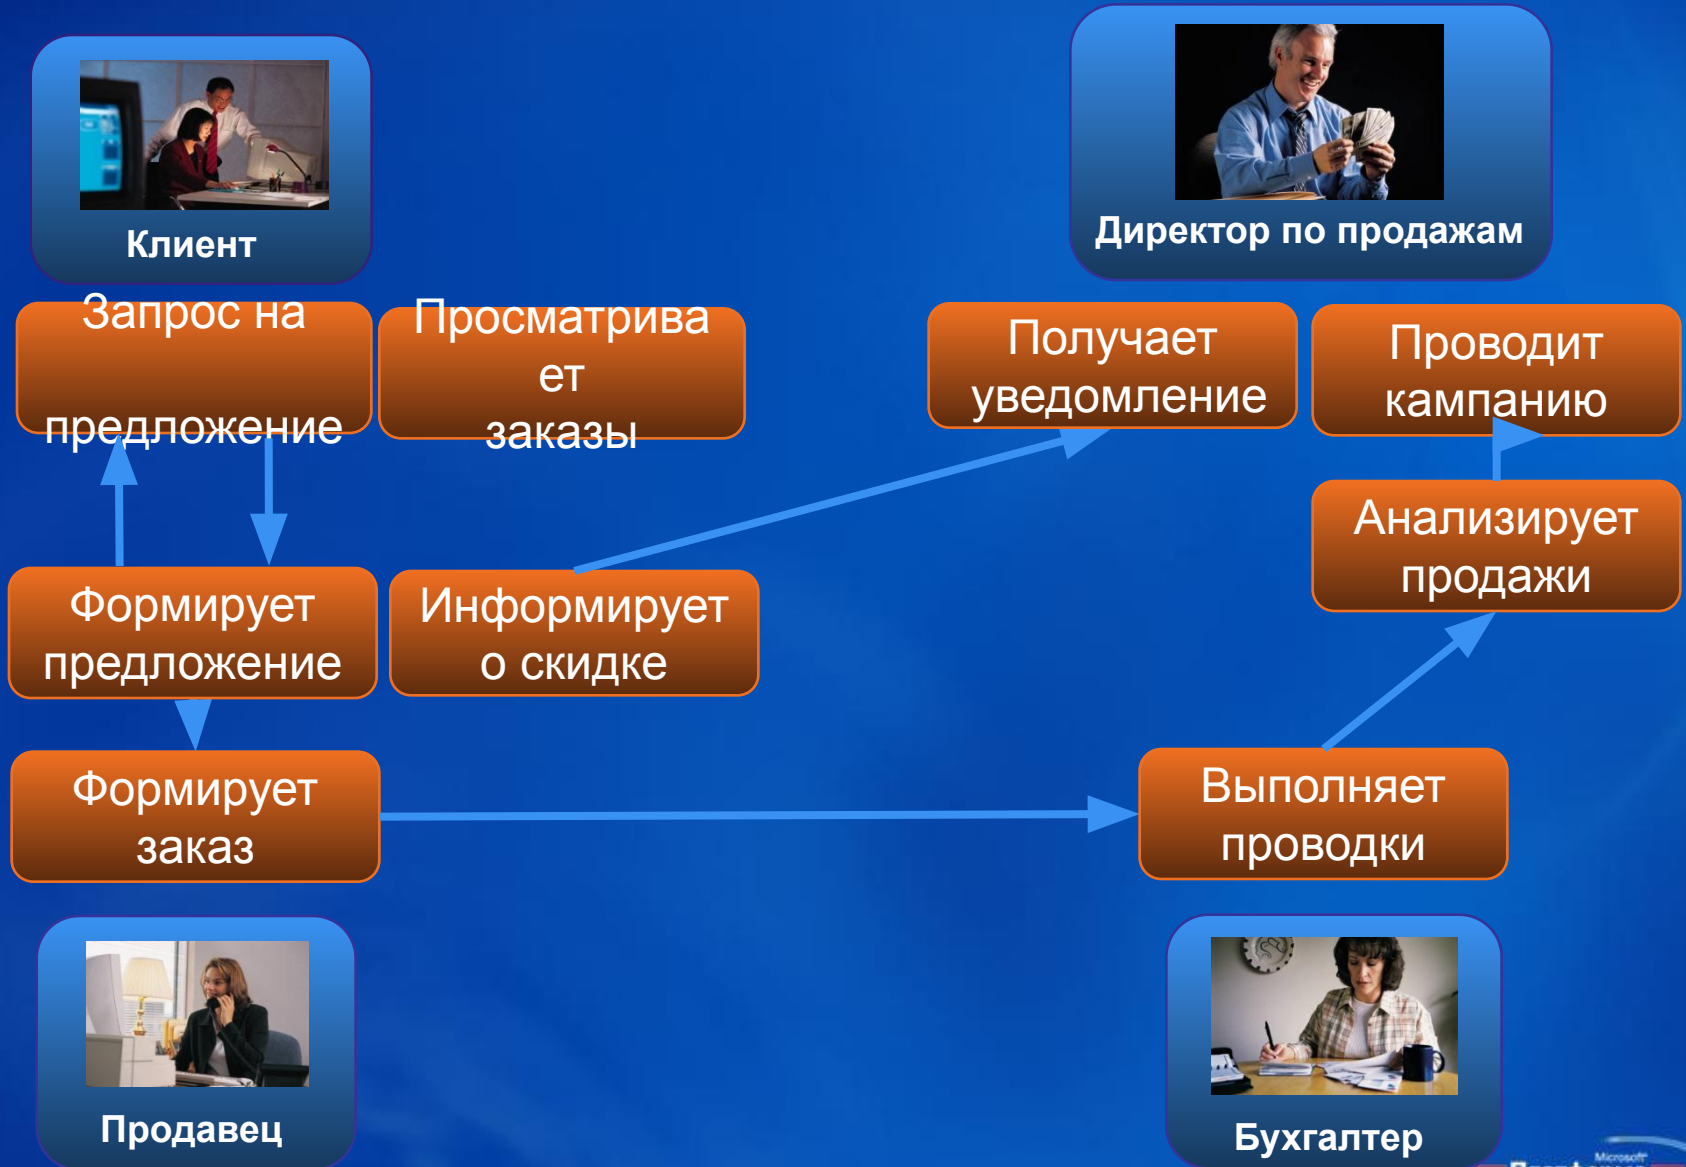 Клиент
Директор по продажам
Запрос на
предложение
Просматрива
ет
заказы
Получает
уведомление
Проводит
кампанию
Анализирует
продажи
Формирует
предложение
Информирует
о скидке
Формирует
заказ
Выполняет
проводки
Продавец
Бухгалтер
Microsoft